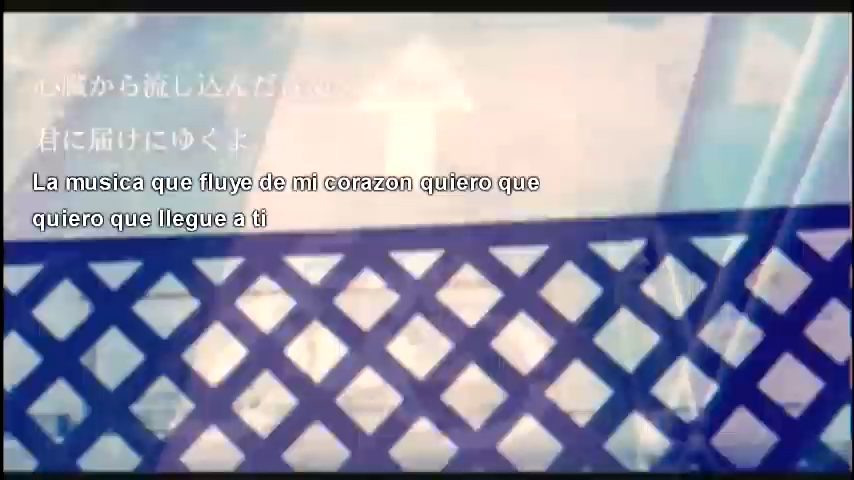 心臓から流し込んだ
君に届けにゆくよ
La musica que fluye de mi corazon quiero que
quiero que llegue a ti